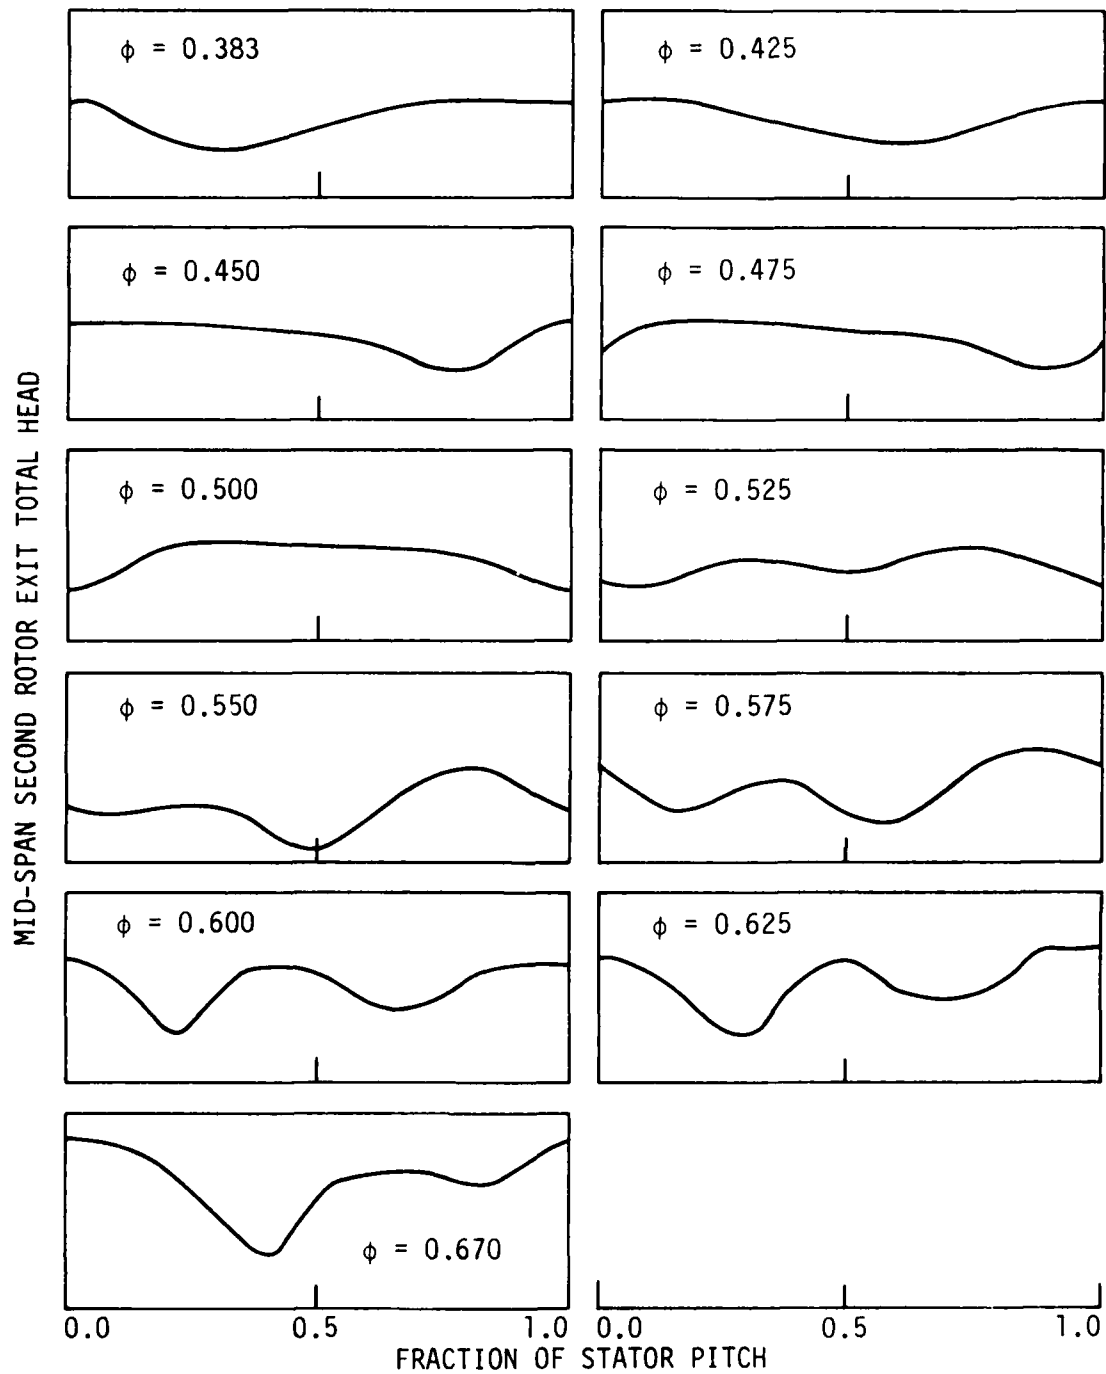 ϕ = 0.383
ϕ = 0.425
ϕ = 0.450
ϕ = 0.475
ϕ = 0.500
ϕ = 0.525
ϕ = 0.550
ϕ = 0.575
ϕ = 0.600
ϕ = 0.625
ϕ = 0.670
MID-SPAN SECOND ROTOR EXIT TOTAL HEAD
0.0 0.5 1.0 0.0 0.5 1.0
FRACTION OF STATOR PITCH